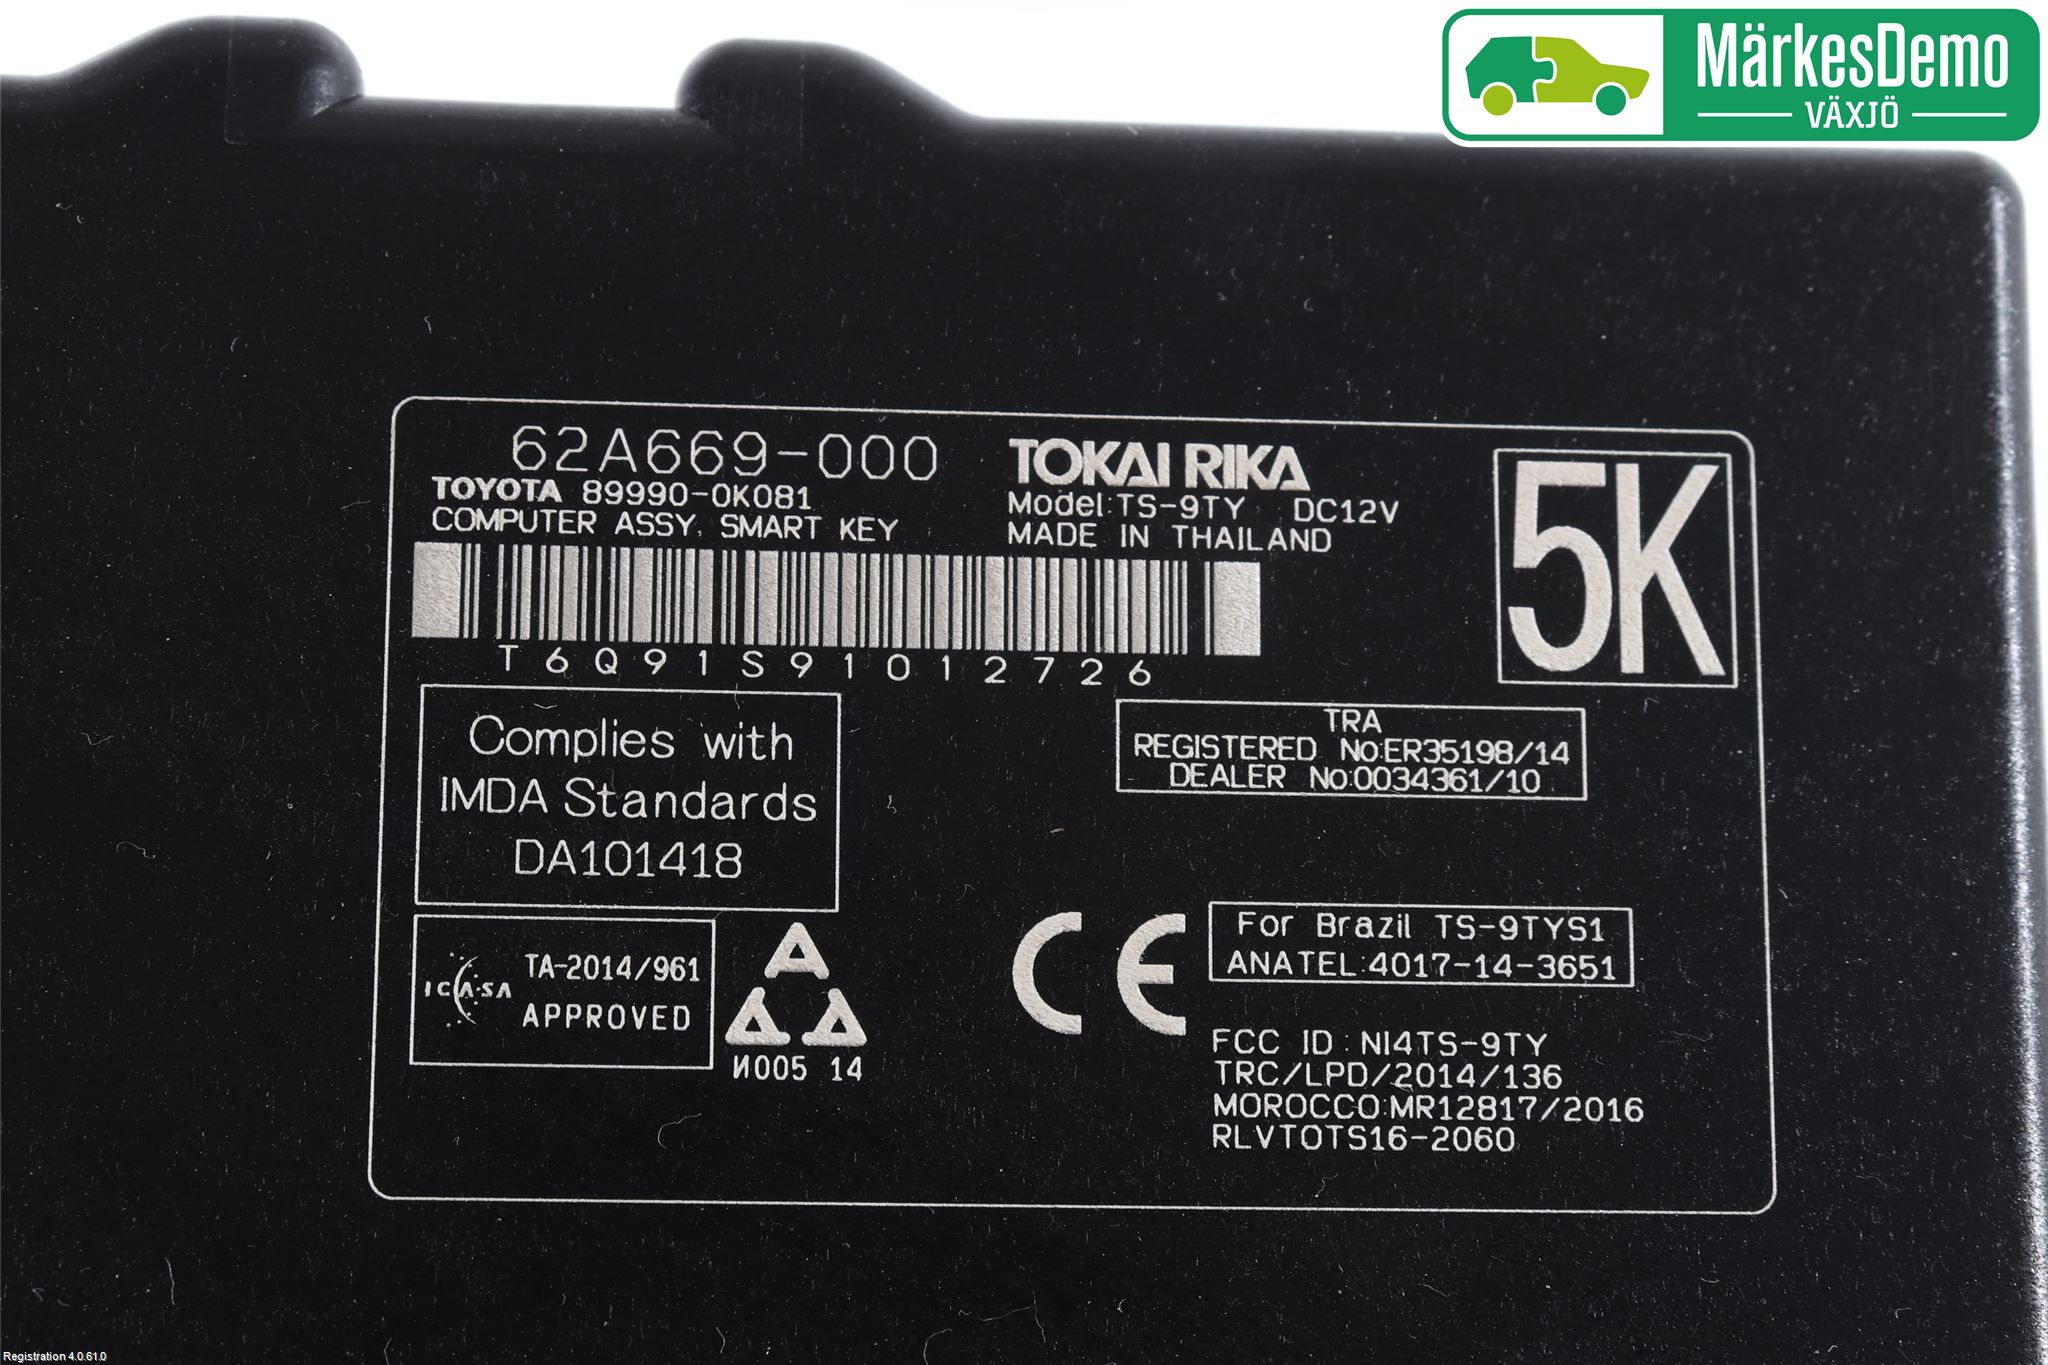 MärkesDemo
VÄXJÖ
62A669-000
TOYOTA 89990-0K081
COMPUTER ASSY, SMART KEY
TOKAI RIKA
Model:TS-9TY DC12V
MADE IN THAILAND
5K
T6Q91S91012726
Complies with
IMDA Standards
DA101418
TRA
REGISTERED No:ER35198/14
DEALER No:0034361/10
ICASA
TA-2014/961
APPROVED
И005 14
CE
For Brazil TS-9TYS1
ANATEL:4017-14-3651
FCC ID: NI4TS-9TY
TRC/LPD/2014/136
MOROCCO:MR12817/2016
RLVTOTS16-2060
Registration 4.0.61.0